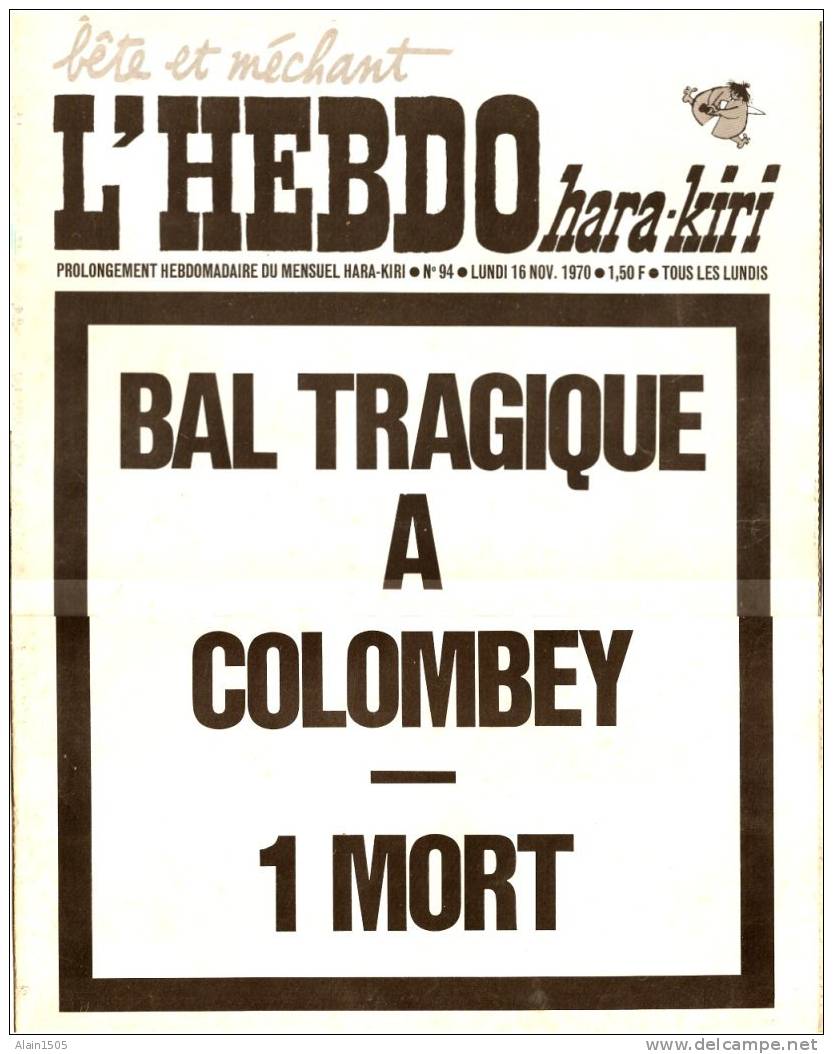 bête et méchant
L'HEBDO hara-kiri
PROLONGEMENT HEBDOMADAIRE DU MENSUEL HARA-KIRI ● N° 94 ● LUNDI 16 NOV. 1970 ● 1,50 F ● TOUS LES LUNDIS
BAL TRAGIQUE
A
COLOMBEY
—
1 MORT
Alain1505
delcampe.net